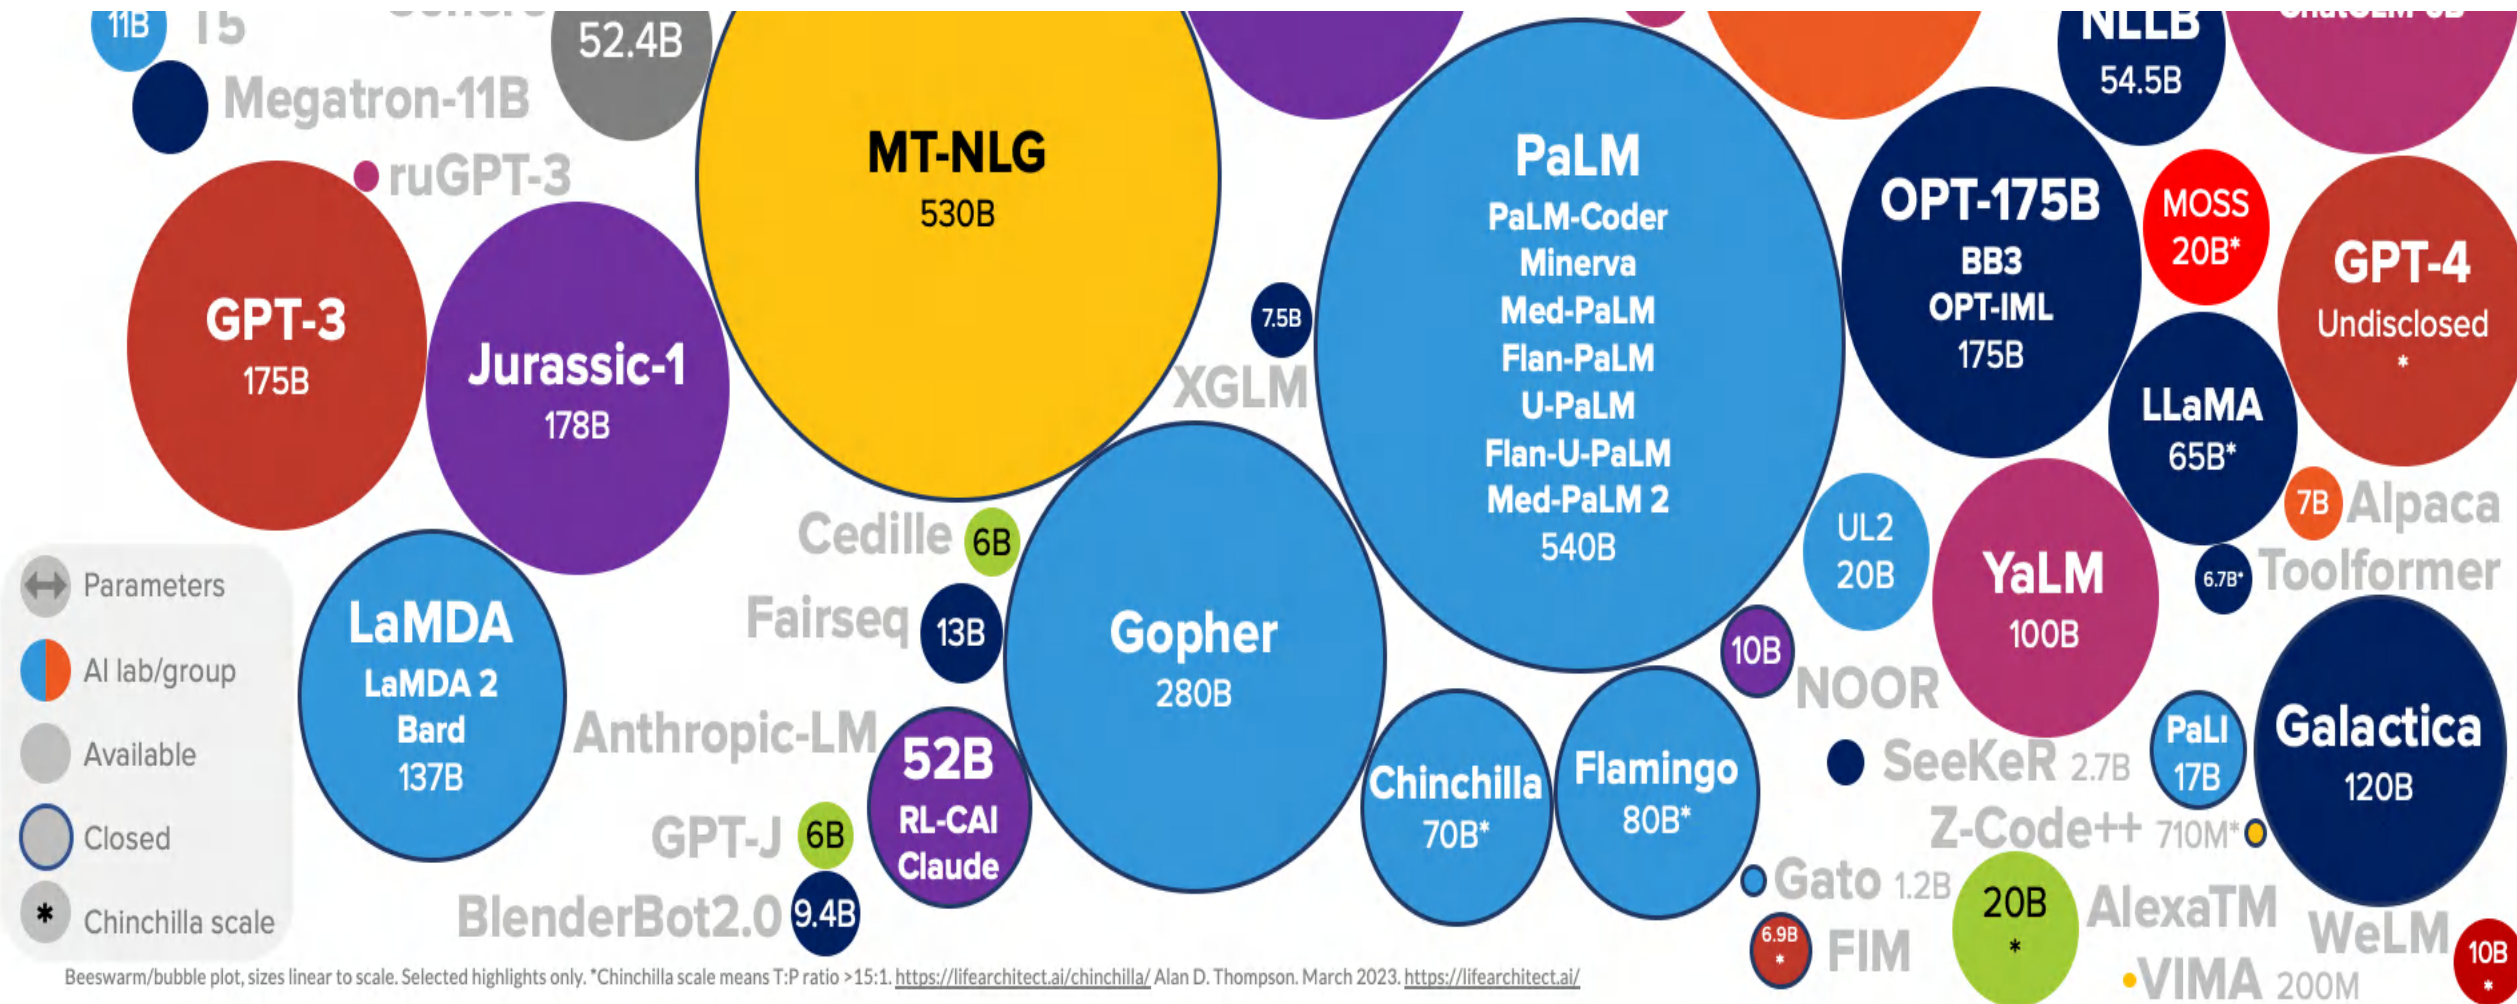 11B
T5
52.4B
NLLB
54.5B
Megatron-11B
ruGPT-3
MT-NLG
530B
GPT-3
175B
Jurassic-1
178B
PaLM
PaLM-Coder
Minerva
Med-PaLM
Flan-PaLM
U-PaLM
Flan-U-PaLM
Med-PaLM 2
540B
7.5B
XGLM
OPT-175B
BB3
OPT-IML
175B
MOSS
20B*
GPT-4
Undisclosed
*
LLaMA
65B*
7B Alpaca
6.7B* Toolformer
UL2
20B
YaLM
100B
Cedille 6B
Fairseq 13B
Gopher
280B
10B
NOOR
LaMDA
LaMDA 2
Bard
137B
Anthropic-LM
52B
RL-CAI
Claude
GPT-J 6B
BlenderBot2.0 9.4B
Chinchilla
70B*
Flamingo
80B*
SeeKeR 2.7B
PaLI
17B
Galactica
120B
Z-Code++ 710M*
Gato 1.2B
6.9B
*
FIM
20B
*
AlexaTM
WeLM
10B
*
VIMA 200M
Parameters
AI lab/group
Available
Closed
* Chinchilla scale
Beeswarm/bubble plot, sizes linear to scale. Selected highlights only. *Chinchilla scale means T:P ratio >15:1. https://lifearchitect.ai/chinchilla/ Alan D. Thompson. March 2023. https://lifearchitect.ai/